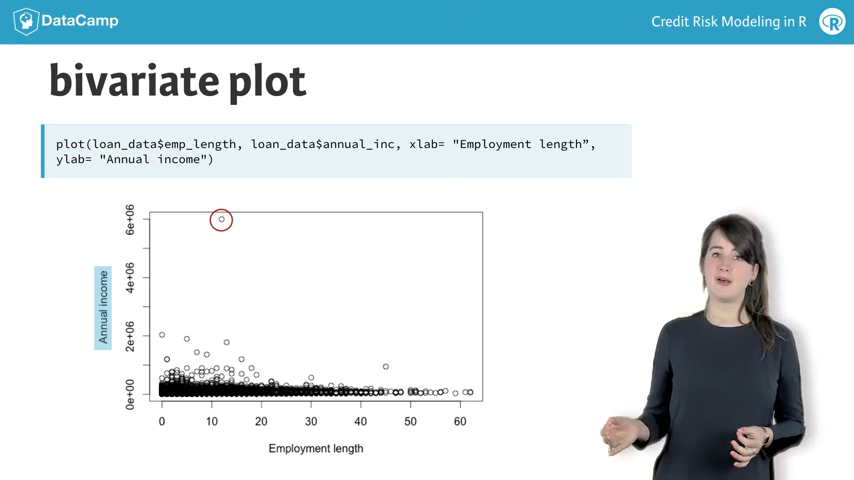 DataCamp
Credit Risk Modeling in R
R
bivariate plot
plot(loan_data$emp_length, loan_data$annual_inc, xlab= "Employment length”,
ylab= "Annual income")
6e+06
4e+06
2e+06
0e+00
Annual income
0 10 20 30 40 50 60
Employment length